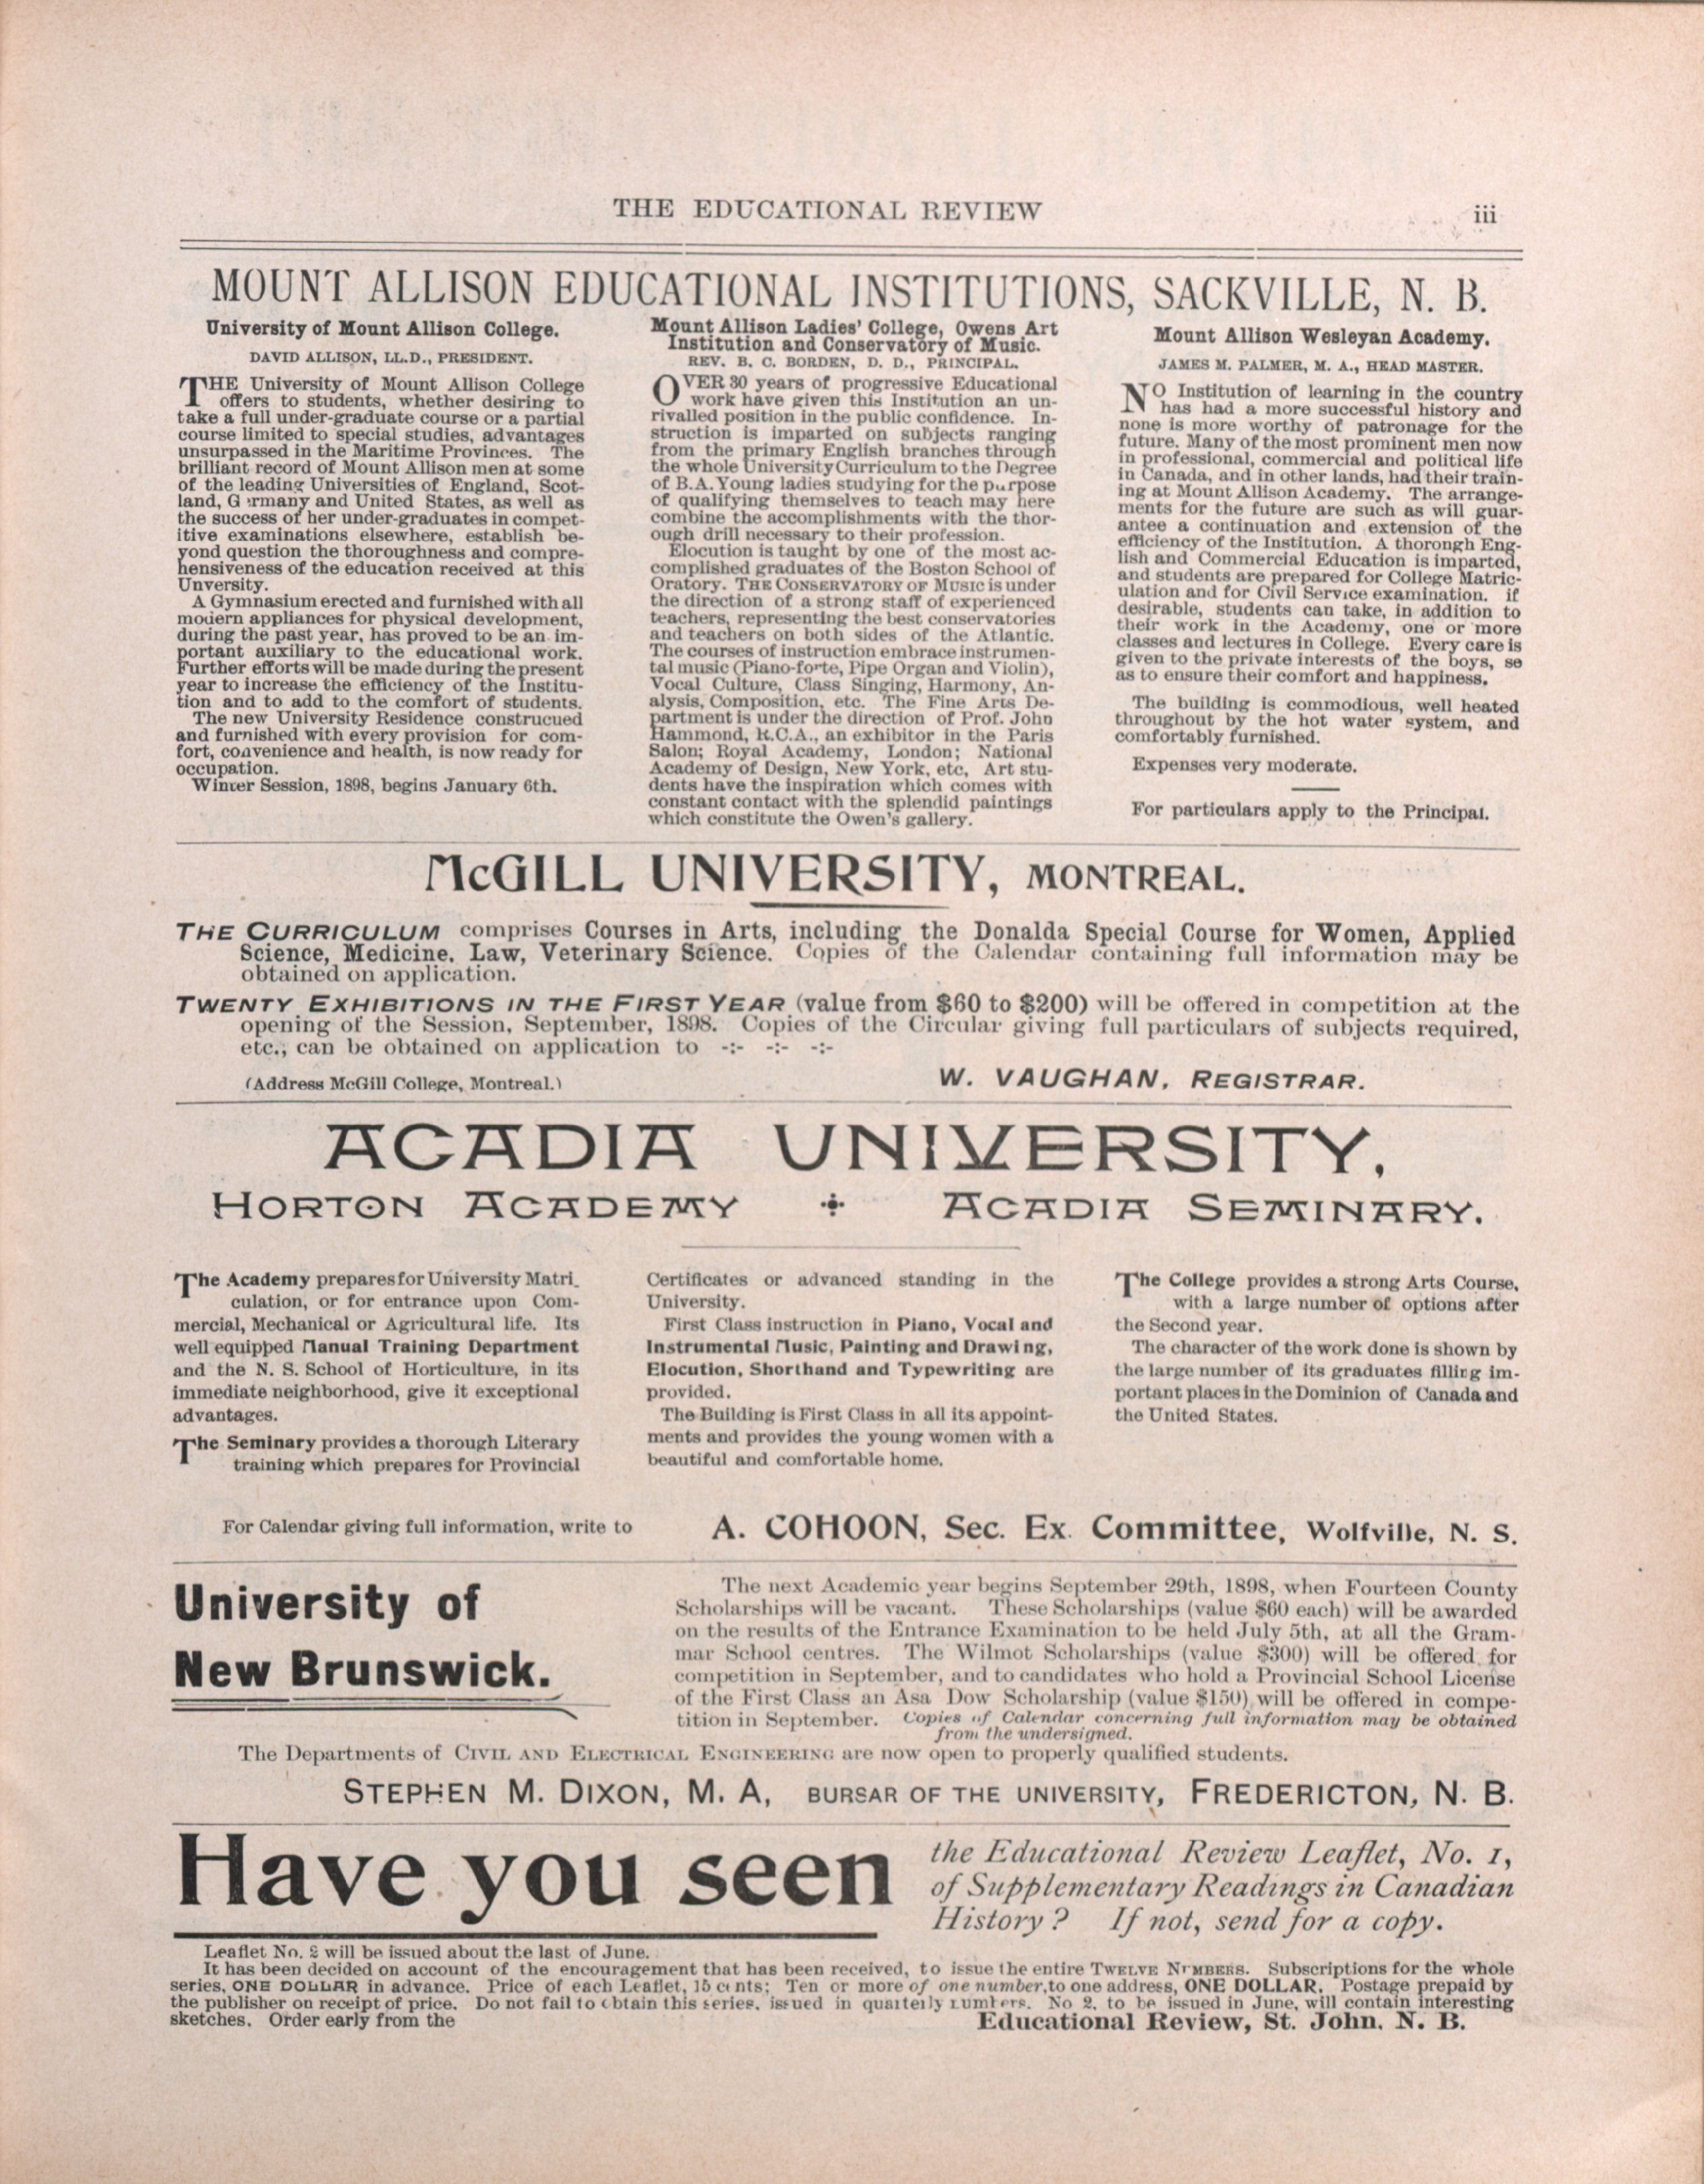 THE EDUCATIONAL REVIEW iii
MOUNT ALLISON EDUCATIONAL INSTITUTIONS, SACKVILLE, N. B.
University of Mount Allison College.
DAVID ALLISON, LL.D., PRESIDENT.
THE University of Mount Allison College
offers to students, whether desiring to
take a full under-graduate course or a partial
course limited to special studies, advantages
unsurpassed in the Maritime Provinces. The
brilliant record of Mount Allison men at some
of the leading Universities of England, Scot-
land, G rmany and United States, as well as
the success of her under-graduates in compet-
itive examinations elsewhere, establish be-
yond question the thoroughness and compre-
hensiveness of the education received at this
Unversity.
A Gymnasium erected and furnished with all
modern appliances for physical development,
during the past year, has proved to be an im-
portant auxiliary to the educational work.
Further efforts will be made during the present
year to increase the efficiency of the Institu-
tion and to add to the comfort of students.
The new University Residence construcued
and furnished with every provision for com-
fort, convenience and health, is now ready for
occupation.
Winter Session, 1898, begins January 6th.
Mount Allison Ladies' College, Owens Art
Institution and Conservatory of Music.
REV. B. C. BORDEN, D. D., PRINCIPAL.
OVER 30 years of progressive Educational
work have given this Institution an un-
rivalled position in the public confidence. In-
struction is imparted on subjects ranging
from the primary English branches through
the whole University Curriculum to the Degree
of B.A. Young ladies studying for the purpose
of qualifying themselves to teach may here
combine the accomplishments with the thor-
ough drill necessary to their profession.
Elocution is taught by one of the most ac-
complished graduates of the Boston School of
Oratory. THE CONSERVATORY OF MUSIC is under
the direction of a strong staff of experienced
teachers, representing the best conservatories
and teachers on both sides of the Atlantic.
The courses of instruction embrace instrumen-
tal music (Piano-forte, Pipe Organ and Violin),
Vocal Culture, Class Singing, Harmony, An-
alysis, Composition, etc. The Fine Arts De-
partment is under the direction of Prof. John
Hammond, R.C.A., an exhibitor in the Paris
Salon; Royal Academy, London; National
Academy of Design, New York, etc, Art stu-
dents have the inspiration which comes with
constant contact with the splendid paintings
which constitute the Owen's gallery.
Mount Allison Wesleyan Academy.
JAMES M. PALMER, M. A., HEAD MASTER.
NO Institution of learning in the country
has had a more successful history and
none is more worthy of patronage for the
future. Many of the most prominent men now
in professional, commercial and political life
in Canada, and in other lands, had their train-
ing at Mount Allison Academy. The arrange-
ments for the future are such as will guar-
antee a continuation and extension of the
efficiency of the Institution. A thorongh Eng-
lish and Commercial Education is imparted,
and students are prepared for College Matric-
ulation and for Civil Service examination. if
desirable, students can take, in addition to
their work in the Academy, one or more
classes and lectures in College. Every care is
given to the private interests of the boys, se
as to ensure their comfort and happiness.
The building is commodious, well heated
throughout by the hot water system, and
comfortably furnished.
Expenses very moderate.
For particulars apply to the Principal.
McGILL UNIVERSITY, MONTREAL.
THE CURRICULUM comprises Courses in Arts, including the Donalda Special Course for Women, Applied
Science, Medicine. Law, Veterinary Science. Copies of the Calendar containing full information may be
obtained on application.
TWENTY EXHIBITIONS IN THE FIRST YEAR (value from $60 to $200) will be offered in competition at the
opening of the Session, September, 1898. Copies of the Circular giving full particulars of subjects required,
etc., can be obtained on application to -:- -:- -:-
(Address McGill College, Montreal.)
W. VAUGHAN, REGISTRAR.
ACADIA UNIVERSITY,
HORTON ACADEMY ACADIA SEMINARY.
The Academy prepares for University Matri-
culation, or for entrance upon Com-
mercial, Mechanical or Agricultural life. Its
well equipped Manual Training Department
and the N. S. School of Horticulture, in its
immediate neighborhood, give it exceptional
advantages.
The Seminary provides a thorough Literary
training which prepares for Provincial
Certificates or advanced standing in the
University.
First Class instruction in Piano, Vocal and
Instrumental Music, Painting and Drawing,
Elocution, Shorthand and Typewriting are
provided.
The Building is First Class in all its appoint-
ments and provides the young women with a
beautiful and comfortable home.
The College provides a strong Arts Course,
with a large number of options after
the Second year.
The character of the work done is shown by
the large number of its graduates filling im-
portant places in the Dominion of Canada and
the United States.
For Calendar giving full information, write to A. COHOON, Sec. Ex. Committee, Wolfville, N. S.
University of
New Brunswick.
The next Academic year begins September 29th, 1898, when Fourteen County
Scholarships will be vacant. These Scholarships (value $60 each) will be awarded
on the results of the Entrance Examination to be held July 5th, at all the Gram-
mar School centres. The Wilmot Scholarships (value $300) will be offered for
competition in September, and to candidates who hold a Provincial School License
of the First Class an Asa Dow Scholarship (value $150) will be offered in compe-
tition in September. Copies of Calendar concerning full information may be obtained
from the undersigned.
The Departments of CIVIL AND ELECTRICAL ENGINEERING are now open to properly qualified students.
STEPHEN M. DIXON, M. A, BURSAR OF THE UNIVERSITY, FREDERICTON, N. B.
Have you seen
the Educational Review Leaflet, No. 1,
of Supplementary Readings in Canadian
History? If not, send for a copy.
Leaflet No. 2 will be issued about the last of June.
It has been decided on account of the encouragement that has been received, to issue the entire TWELVE NUMBERS. Subscriptions for the whole
series, ONE DOLLAR in advance. Price of each Leaflet, 15 cents; Ten or more of one number, to one address, ONE DOLLAR. Postage prepaid by
the publisher on receipt of price. Do not fail to obtain this series, issued in quarterly numbers. No 2, to be issued in June, will contain interesting
sketches. Order early from the Educational Review, St. John. N. B.